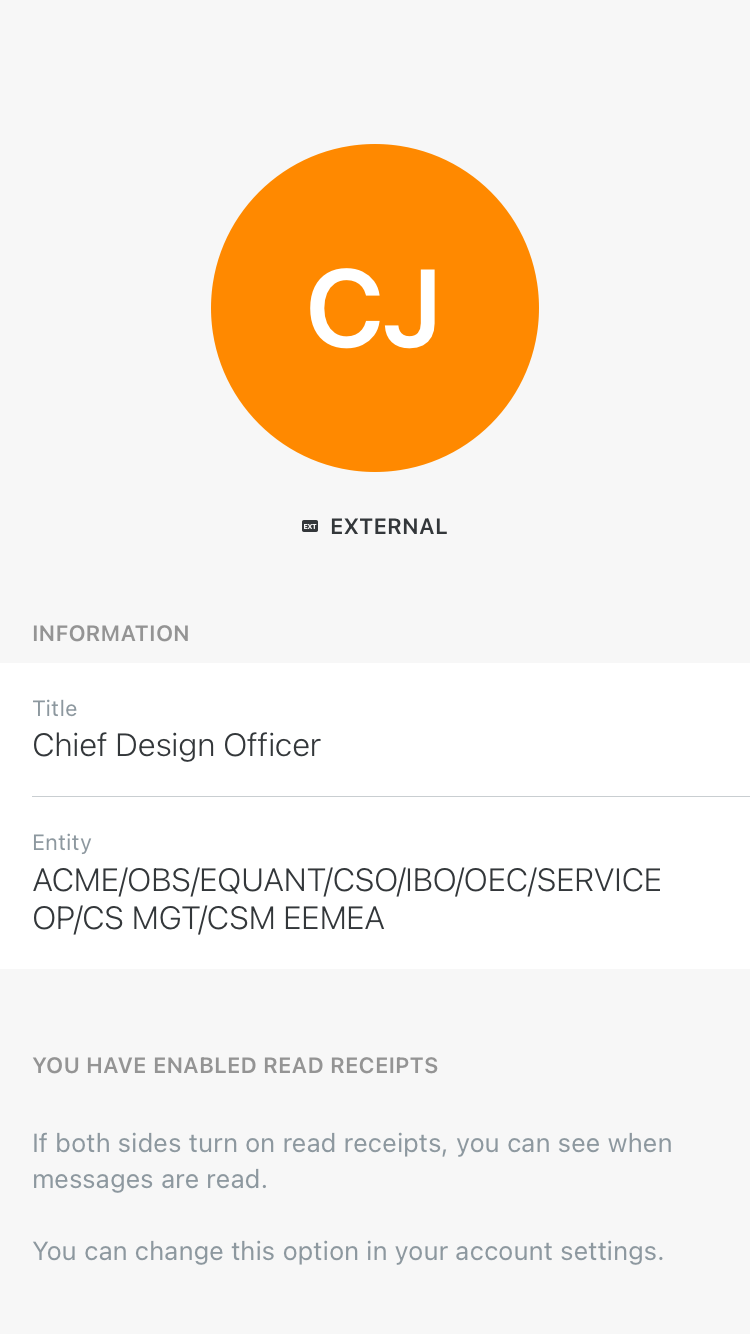 CJ
EXT EXTERNAL
INFORMATION
Title
Chief Design Officer
Entity
ACME/OBS/EQUANT/CSO/IBO/OEC/SERVICE
OP/CS MGT/CSM EEMEA
YOU HAVE ENABLED READ RECEIPTS
If both sides turn on read receipts, you can see when
messages are read.
You can change this option in your account settings.